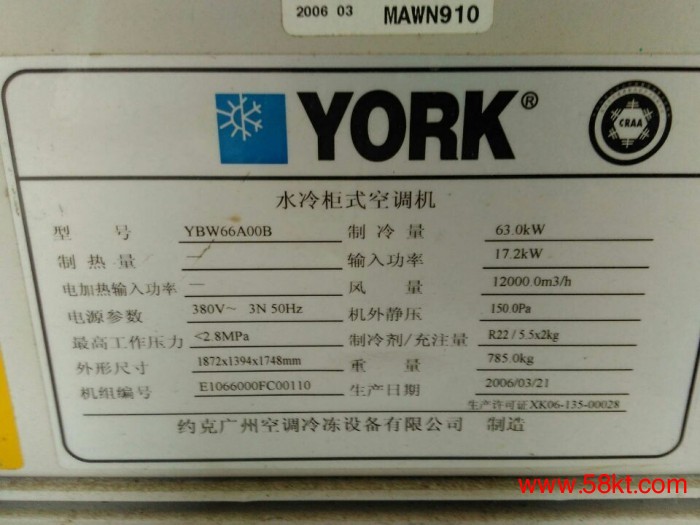 2006 03 MAWN910
YORK®
CRAA
水冷柜式空调机
型 号 YBW66A00B 制 冷 量 63.0kW
制 热 量 — 输入功率 17.2kW
电加热输入功率 — 风 量 12000.0m3/h
电源参数 380V~ 3N 50Hz 机外静压 150.0Pa
最高工作压力 <2.8MPa 制冷剂/充注量 R22 / 5.5x2kg
外形尺寸 1872x1394x1748mm 重 量 785.0kg
机组编号 E1066000FC00110 生产日期 2006/03/21
生产许可证XK06-135-00028
约克广州空调冷冻设备有限公司 制造
www.58kt.com